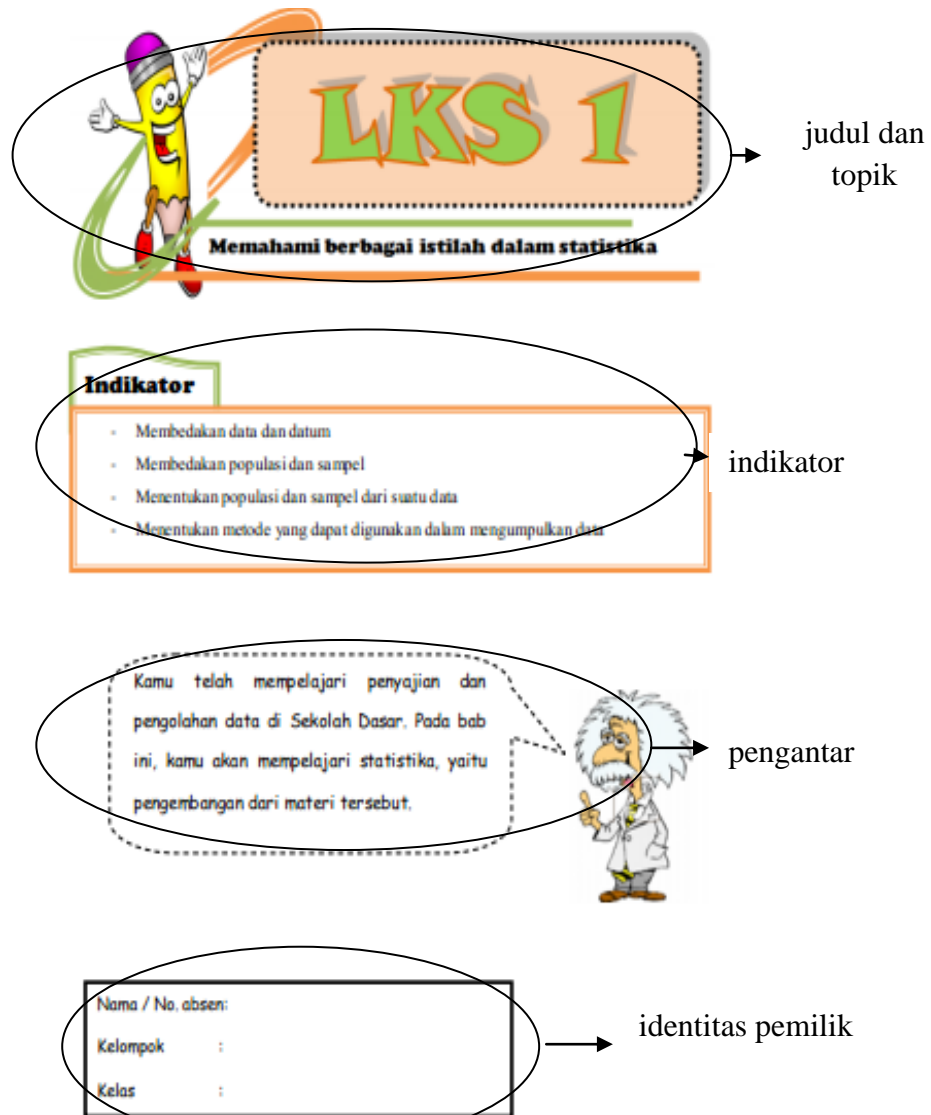 LKS 1
judul dan
topik
Memahami berbagai istilah dalam statistika
Indikator
- Membedakan data dan datum
- Membedakan populasi dan sampel
- Menentukan populasi dan sampel dari suatu data
- Menentukan metode yang dapat digunakan dalam mengumpulkan data
indikator
Kamu telah mempelajari penyajian dan
pengolahan data di Sekolah Dasar. Pada bab
ini, kamu akan mempelajari statistika, yaitu
pengembangan dari materi tersebut.
pengantar
Nama / No. absen:
Kelompok :
Kelas :
identitas pemilik